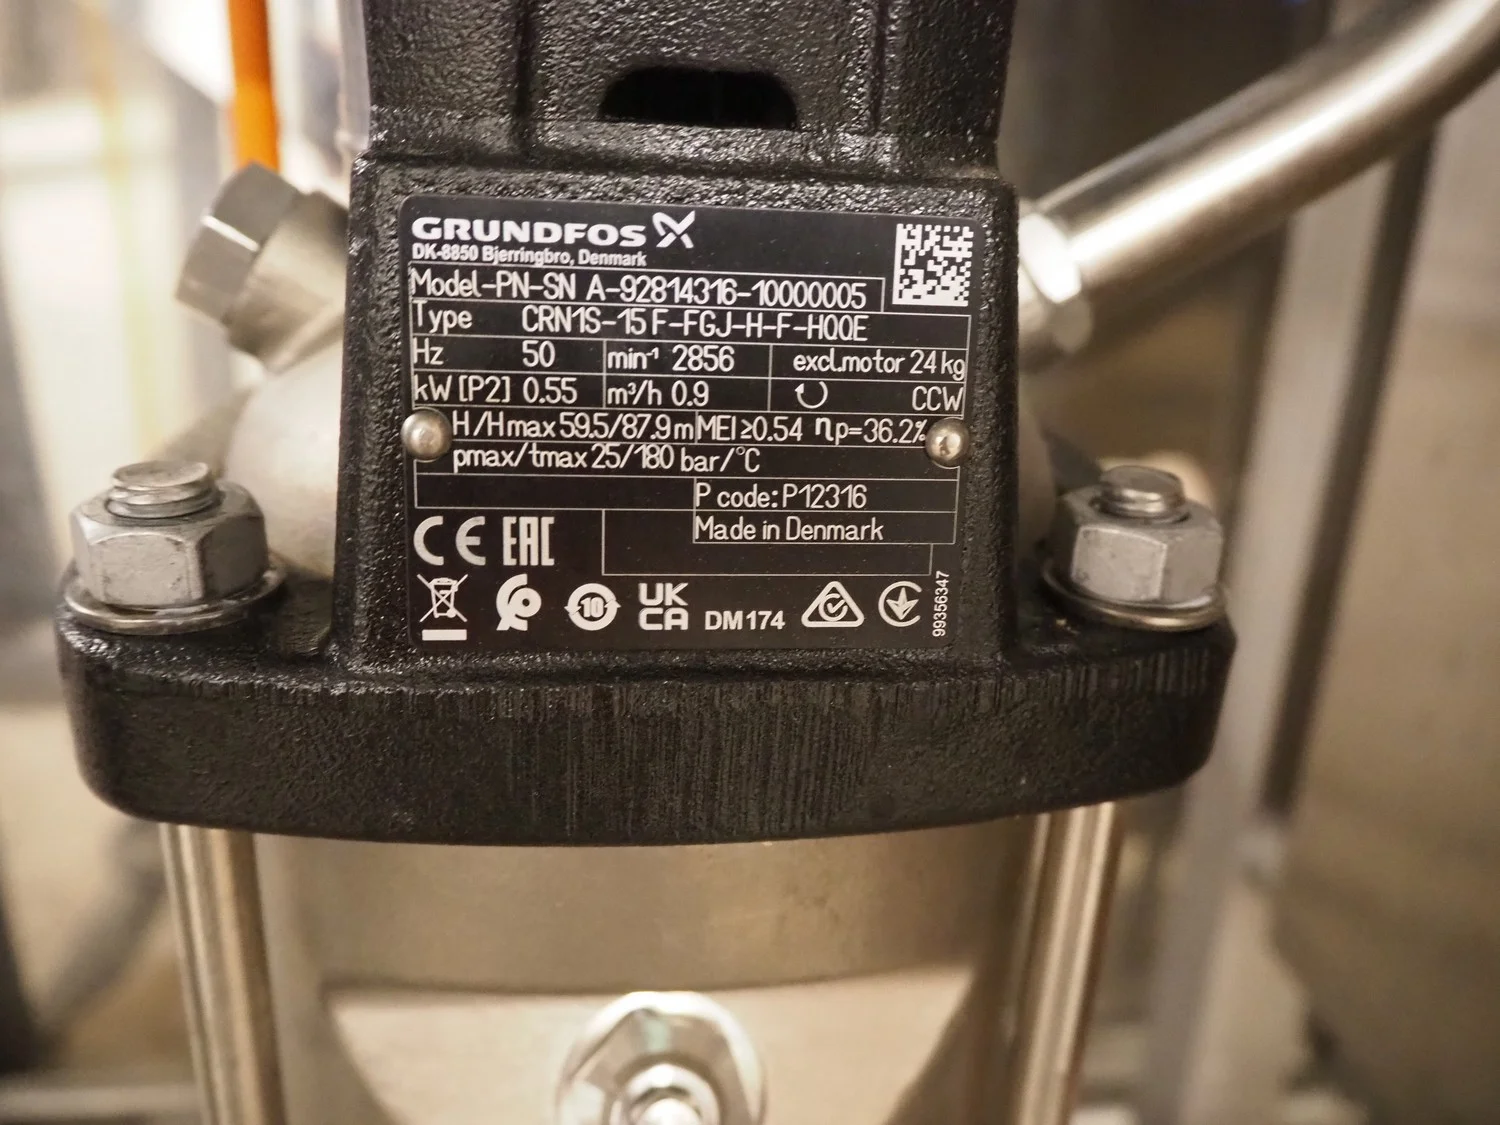 GRUNDFOS
DK-8850 Bjerringbro, Denmark
Model-PN-SN A-92814316-10000005
Type CRN1S-15 F-FGJ-H-F-HQQE
Hz 50 min⁻¹ 2856 excl.motor 24 kg
kW [P2] 0.55 m³/h 0.9 CCW
H/Hmax 59.5/87.9 m MEI ≥0.54 ηp=36.2%
pmax/tmax 25/180 bar/°C
P code: P12316
Made in Denmark
CE EAC
10 UK CA DM 174
99356347